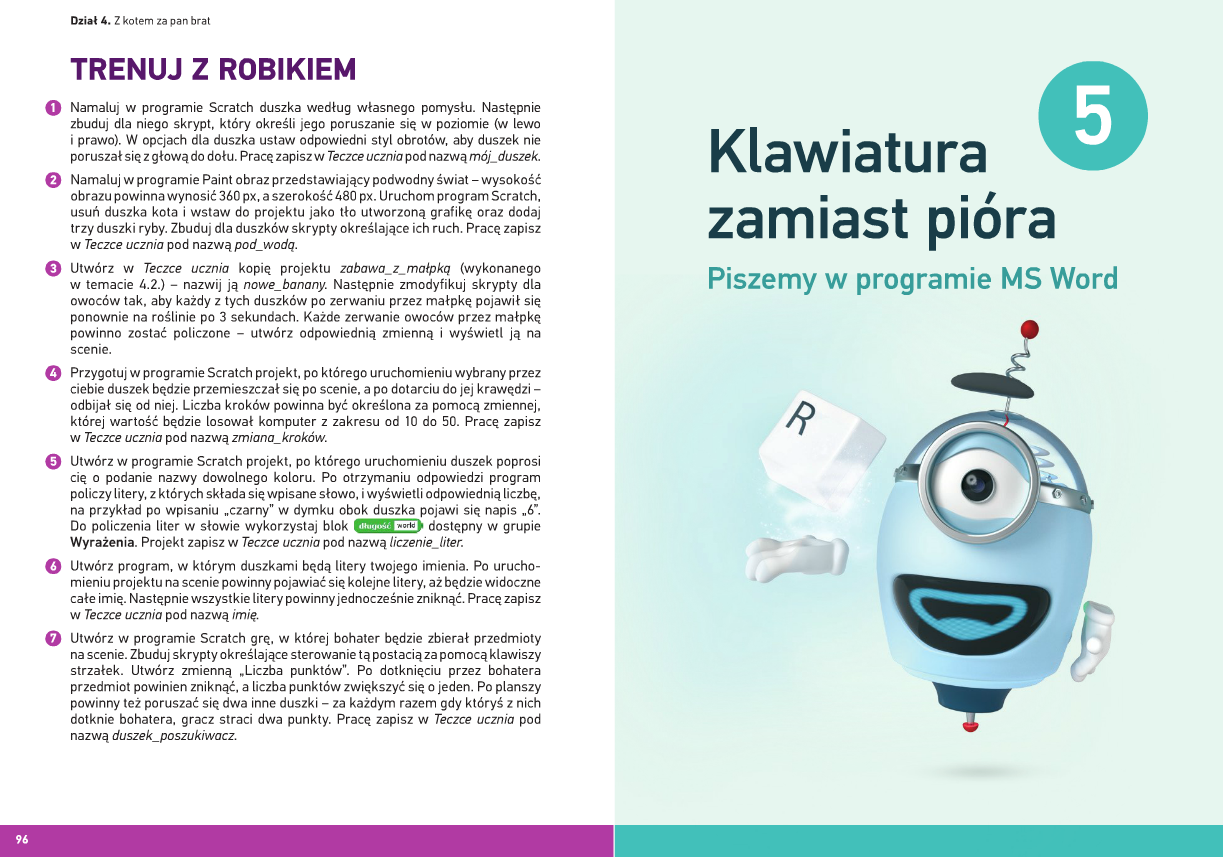 Dział 4. Z kotem za pan brat
TRENUJ Z ROBIKIEM
1 Namaluj w programie Scratch duszka według własnego pomysłu. Następnie
zbuduj dla niego skrypt, który określi jego poruszanie się w poziomie (w lewo
i prawo). W opcjach dla duszka ustaw odpowiedni styl obrotów, aby duszek nie
poruszał się z głową do dołu. Pracę zapisz w Teczce ucznia pod nazwą mój_duszek.
2 Namaluj w programie Paint obraz przedstawiający podwodny świat – wysokość
obrazu powinna wynosić 360 px, a szerokość 480 px. Uruchom program Scratch,
usuń duszka kota i wstaw do projektu jako tło utworzoną grafikę oraz dodaj
trzy duszki ryby. Zbuduj dla duszków skrypty określające ich ruch. Pracę zapisz
w Teczce ucznia pod nazwą pod_wodą.
3 Utwórz w Teczce ucznia kopię projektu zabawa_z_małpką (wykonanego
w temacie 4.2.) – nazwij ją nowe_banany. Następnie zmodyfikuj skrypty dla
owoców tak, aby każdy z tych duszków po zerwaniu przez małpkę pojawił się
ponownie na roślinie po 3 sekundach. Każde zerwanie owoców przez małpkę
powinno zostać policzone – utwórz odpowiednią zmienną i wyświetl ją na
scenie.
4 Przygotuj w programie Scratch projekt, po którego uruchomieniu wybrany przez
ciebie duszek będzie przemieszczał się po scenie, a po dotarciu do jej krawędzi –
odbijał się od niej. Liczba kroków powinna być określona za pomocą zmiennej,
której wartość będzie losował komputer z zakresu od 10 do 50. Pracę zapisz
w Teczce ucznia pod nazwą zmiana_kroków.
5 Utwórz w programie Scratch projekt, po którego uruchomieniu duszek poprosi
cię o podanie nazwy dowolnego koloru. Po otrzymaniu odpowiedzi program
policzy litery, z których składa się wpisane słowo, i wyświetli odpowiednią liczbę,
na przykład po wpisaniu „czarny” w dymku obok duszka pojawi się napis „6”.
Do policzenia liter w słowie wykorzystaj blok długość world dostępny w grupie
Wyrażenia. Projekt zapisz w Teczce ucznia pod nazwą liczenie_liter.
6 Utwórz program, w którym duszkami będą litery twojego imienia. Po urucho-
mieniu projektu na scenie powinny pojawiać się kolejne litery, aż będzie widoczne
całe imię. Następnie wszystkie litery powinny jednocześnie zniknąć. Pracę zapisz
w Teczce ucznia pod nazwą imię.
7 Utwórz w programie Scratch grę, w której bohater będzie zbierał przedmioty
na scenie. Zbuduj skrypty określające sterowanie tą postacią za pomocą klawiszy
strzałek. Utwórz zmienną „Liczba punktów”. Po dotknięciu przez bohatera
przedmiot powinien zniknąć, a liczba punktów zwiększyć się o jeden. Po planszy
powinny też poruszać się dwa inne duszki – za każdym razem gdy któryś z nich
dotknie bohatera, gracz straci dwa punkty. Pracę zapisz w Teczce ucznia pod
nazwą duszek_poszukiwacz.
96
5
Klawiatura
zamiast pióra
Piszemy w programie MS Word
R